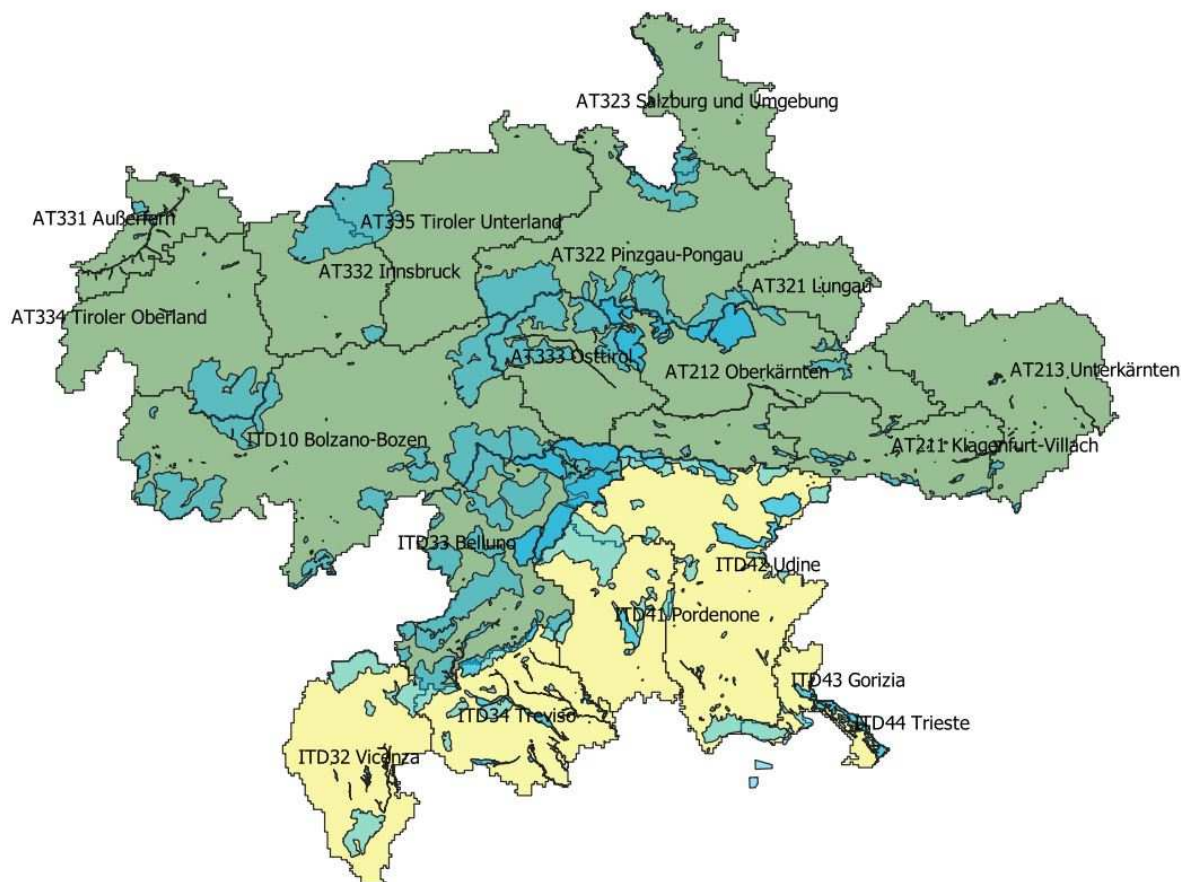 AT323 Salzburg und Umgebung
AT331 Außerfern
AT335 Tiroler Unterland
AT322 Pinzgau-Pongau
AT332 Innsbruck
AT321 Lungau
AT334 Tiroler Oberland
AT333 Osttirol
AT212 Oberkärnten
AT213 Unterkärnten
ITD10 Bolzano-Bozen
AT211 Klagenfurt-Villach
ITD33 Belluno
ITD42 Udine
ITD41 Pordenone
ITD43 Gorizia
ITD34 Treviso
ITD44 Trieste
ITD32 Vicenza